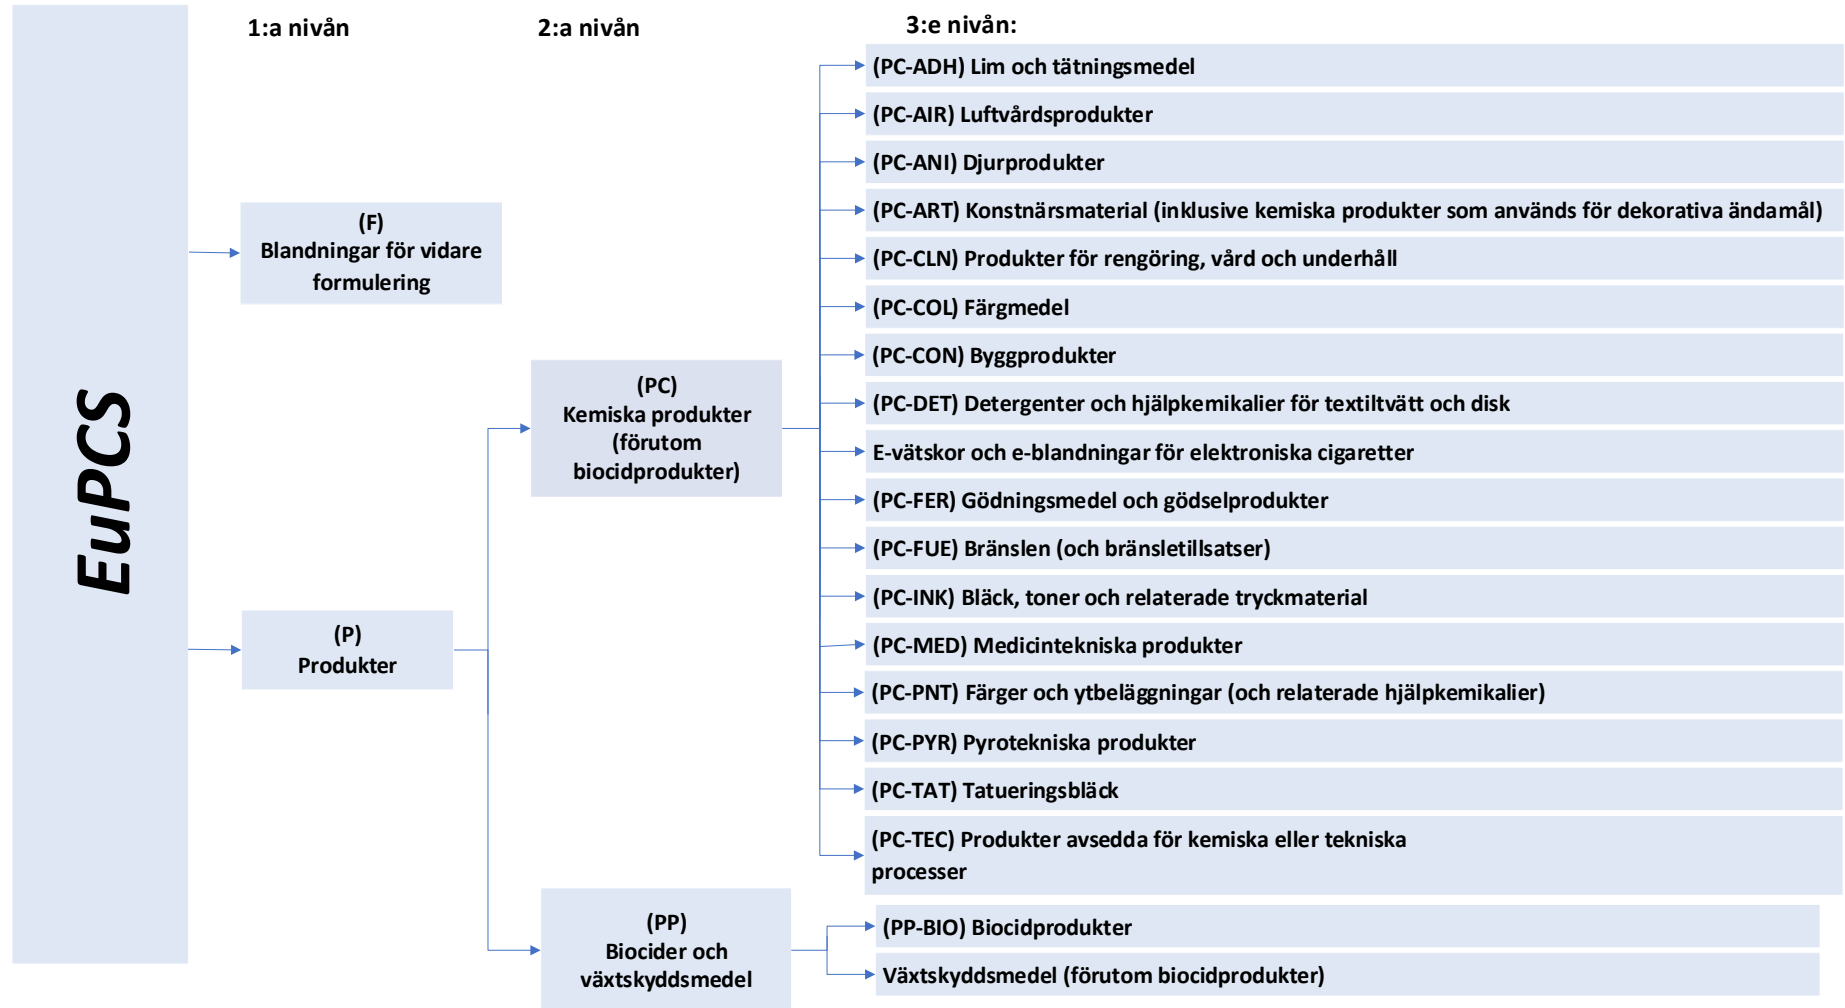 EuPCS
1:a nivån
2:a nivån
3:e nivån:
(F)
Blandningar för vidare
formulering
(P)
Produkter
(PC)
Kemiska produkter
(förutom
biocidprodukter)
(PC-ADH) Lim och tätningsmedel
(PC-AIR) Luftvårdsprodukter
(PC-ANI) Djurprodukter
(PC-ART) Konstnärsmaterial (inklusive kemiska produkter som används för dekorativa ändamål)
(PC-CLN) Produkter för rengöring, vård och underhåll
(PC-COL) Färgmedel
(PC-CON) Byggprodukter
(PC-DET) Detergenter och hjälpkemikalier för textiltvätt och disk
E-vätskor och e-blandningar för elektroniska cigaretter
(PC-FER) Gödningsmedel och gödselprodukter
(PC-FUE) Bränslen (och bränsletillsatser)
(PC-INK) Bläck, toner och relaterade tryckmaterial
(PC-MED) Medicintekniska produkter
(PC-PNT) Färger och ytbeläggningar (och relaterade hjälpkemikalier)
(PC-PYR) Pyrotekniska produkter
(PC-TAT) Tatueringsbläck
(PC-TEC) Produkter avsedda för kemiska eller tekniska
processer
(PP)
Biocider och
växtskyddsmedel
(PP-BIO) Biocidprodukter
Växtskyddsmedel (förutom biocidprodukter)